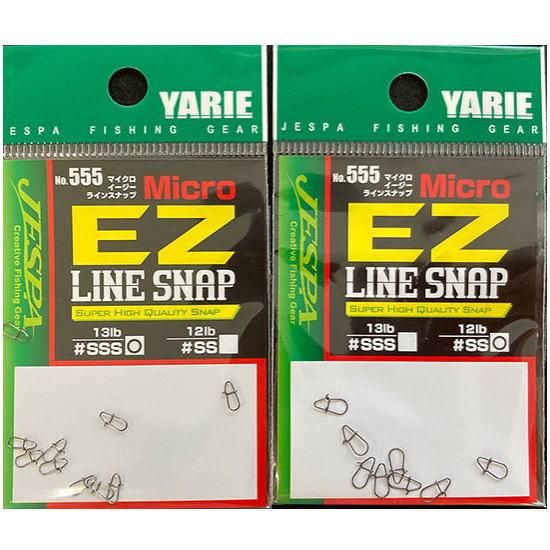 YARIE
JESPA FISHING GEAR
No.555 マイクロ
イージー
ラインスナップ
Micro
EZ
LINE SNAP
SUPER HIGH QUALITY SNAP
13lb 12lb
#SSS #SS
JESPA
Creative Fishing Gear
YARIE
JESPA FISHING GEAR
No.555 マイクロ
イージー
ラインスナップ
Micro
EZ
LINE SNAP
SUPER HIGH QUALITY SNAP
13lb 12lb
#SSS #SS
JESPA
Creative Fishing Gear